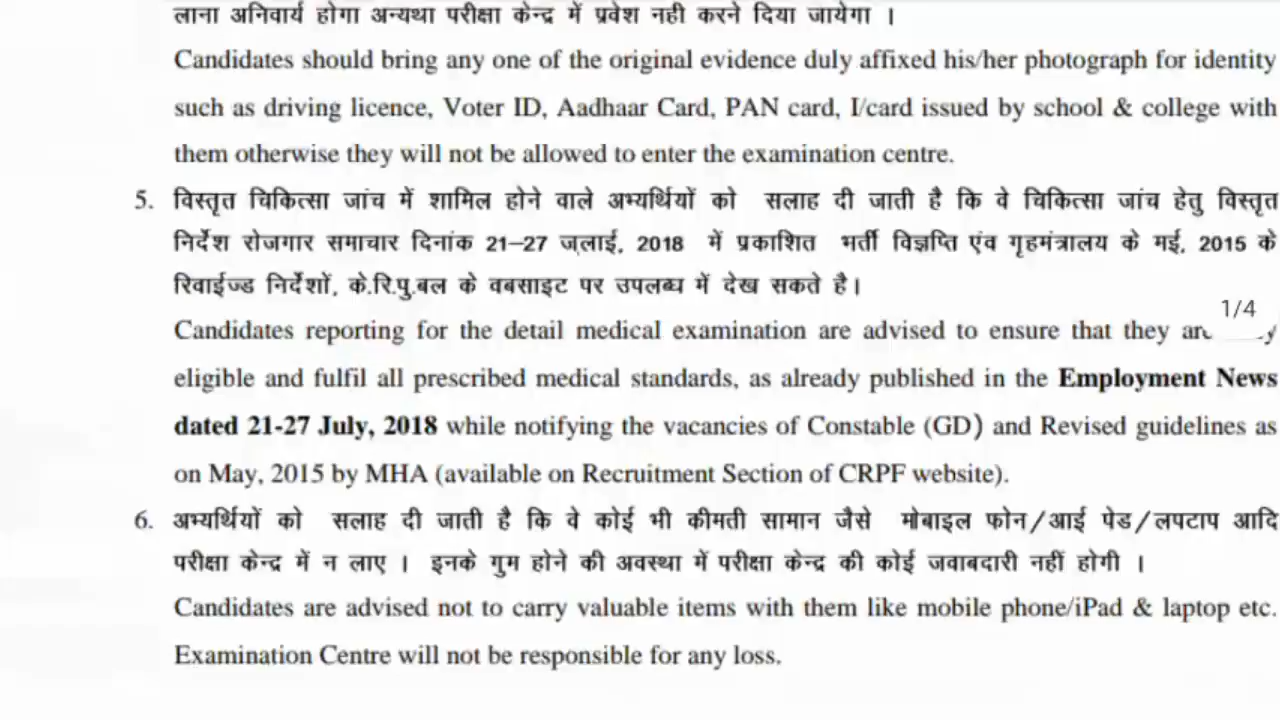 लाना अनिवार्य होगा अन्यथा परीक्षा केन्द्र में प्रवेश नही करने दिया जायेगा ।
Candidates should bring any one of the original evidence duly affixed his/her photograph for identity
such as driving licence, Voter ID, Aadhaar Card, PAN card, I/card issued by school & college with
them otherwise they will not be allowed to enter the examination centre.
5. विस्तृत चिकित्सा जांच में शामिल होने वाले अभ्यर्थियों को सलाह दी जाती है कि वे चिकित्सा जांच हेतु विस्तृत
निर्देश रोजगार समाचार दिनांक 21–27 जुलाई, 2018 में प्रकाशित भर्ती विज्ञप्ति एंव गृहमंत्रालय के मई, 2015 के
रिवाईज्ड निर्देशों, के.रि.पु.बल के वबसाइट पर उपलब्ध में देख सकते है।
1/4
Candidates reporting for the detail medical examination are advised to ensure that they
eligible and fulfil all prescribed medical standards, as already published in the Employment News
dated 21-27 July, 2018 while notifying the vacancies of Constable (GD) and Revised guidelines as
on May, 2015 by MHA (available on Recruitment Section of CRPF website).
6. अभ्यर्थियों को सलाह दी जाती है कि वे कोई भी कीमती सामान जैसे मोबाइल फोन/आई पेड/लपटाप आदि
परीक्षा केन्द्र में न लाए । इनके गुम होने की अवस्था में परीक्षा केन्द्र की कोई जवाबदारी नहीं होगी ।
Candidates are advised not to carry valuable items with them like mobile phone/iPad & laptop etc.
Examination Centre will not be responsible for any loss.